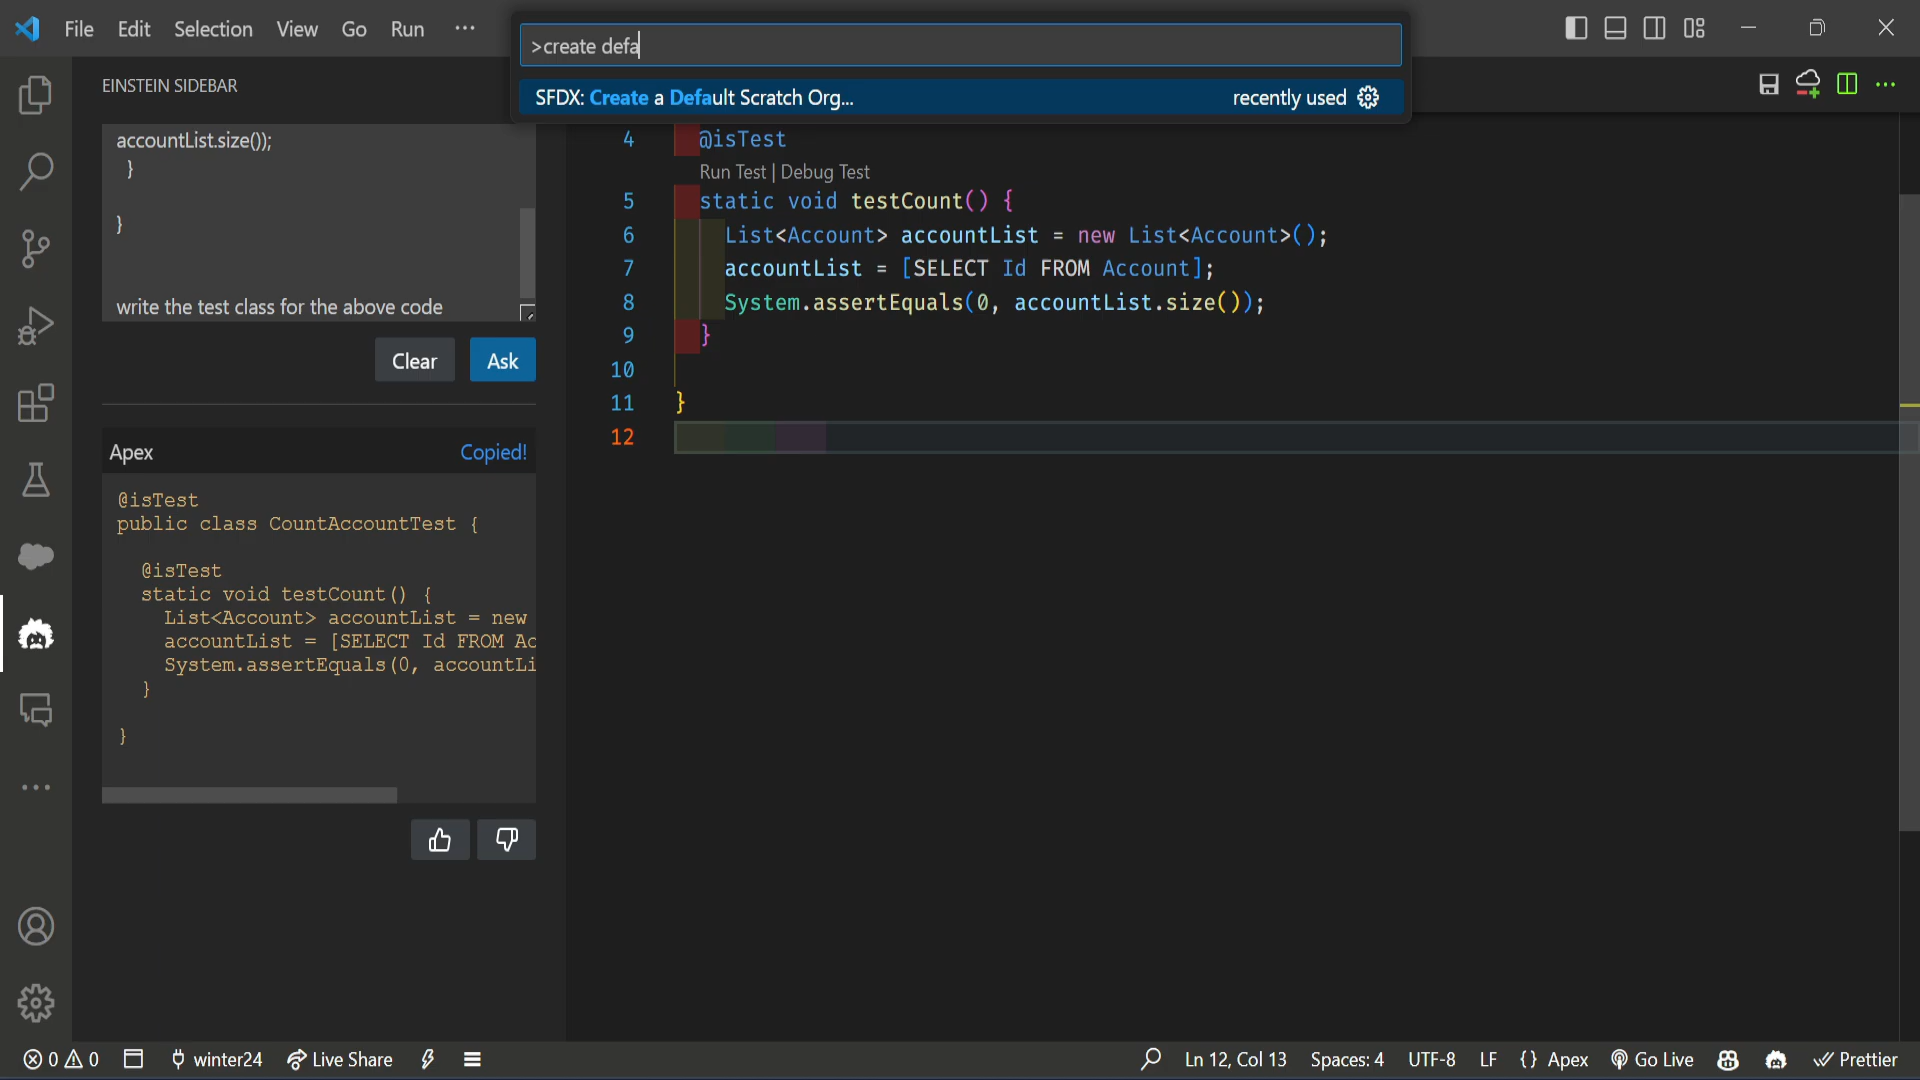 File Edit Selection View Go Run ···
>create defa
SFDX: Create a Default Scratch Org... recently used
EINSTEIN SIDEBAR
accountList.size());
}
}
write the test class for the above code
Clear Ask
Apex Copied!
@isTest
public class CountAccountTest {
@isTest
static void testCount() {
List<Account> accountList = new
accountList = [SELECT Id FROM Ac
System.assertEquals(0, accountLi
}
}
4 @isTest
Run Test | Debug Test
5 static void testCount() {
6 List<Account> accountList = new List<Account>();
7 accountList = [SELECT Id FROM Account];
8 System.assertEquals(0, accountList.size());
9 }
10
11 }
12
0 0 winter24 Live Share Ln 12, Col 13 Spaces: 4 UTF-8 LF {} Apex Go Live Prettier